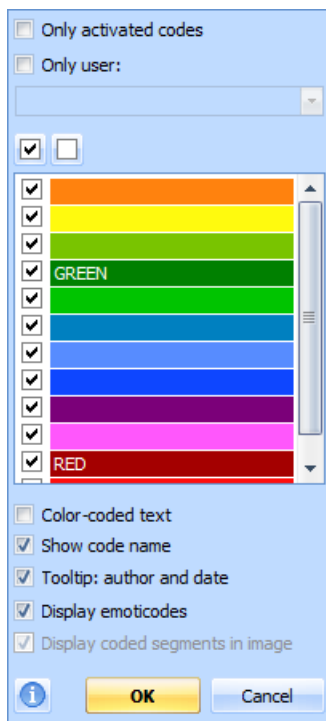 Only activated codes
Only user:
GREEN
RED
Color-coded text
Show code name
Tooltip: author and date
Display emoticodes
Display coded segments in image
OK Cancel